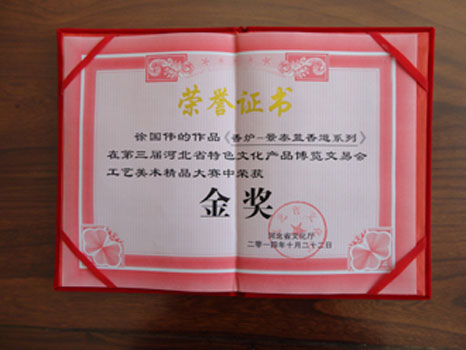 荣誉证书
徐国伟的作品《香炉-景泰蓝香道系列》
在第三届河北省特色文化产品博览交易会
工艺美术精品大赛中荣获
金奖
河北省文化厅
二零一四年十月二十二日